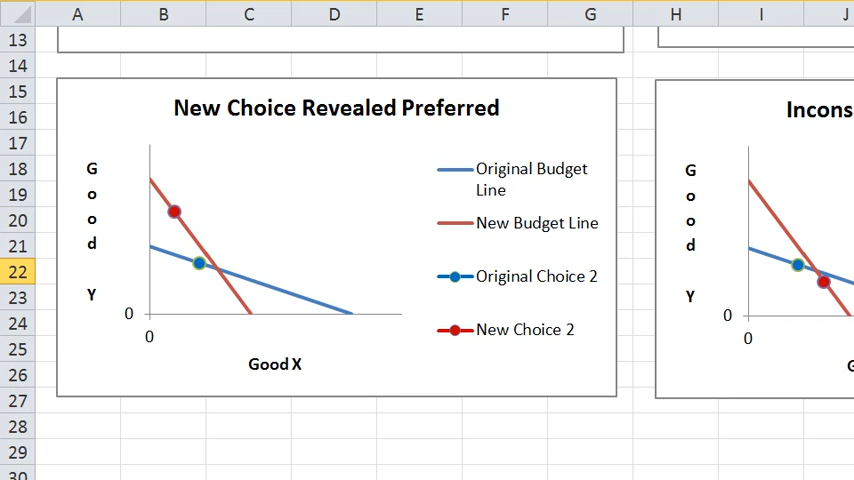 A B C D E F G H I J
13
14
15
16
17
18
19
20
21
22
23
24
25
26
27
28
29
30
New Choice Revealed Preferred
Good Y
0
0
Good X
Original Budget
Line
New Budget Line
Original Choice 2
New Choice 2
Incons
Good Y
0
0
G